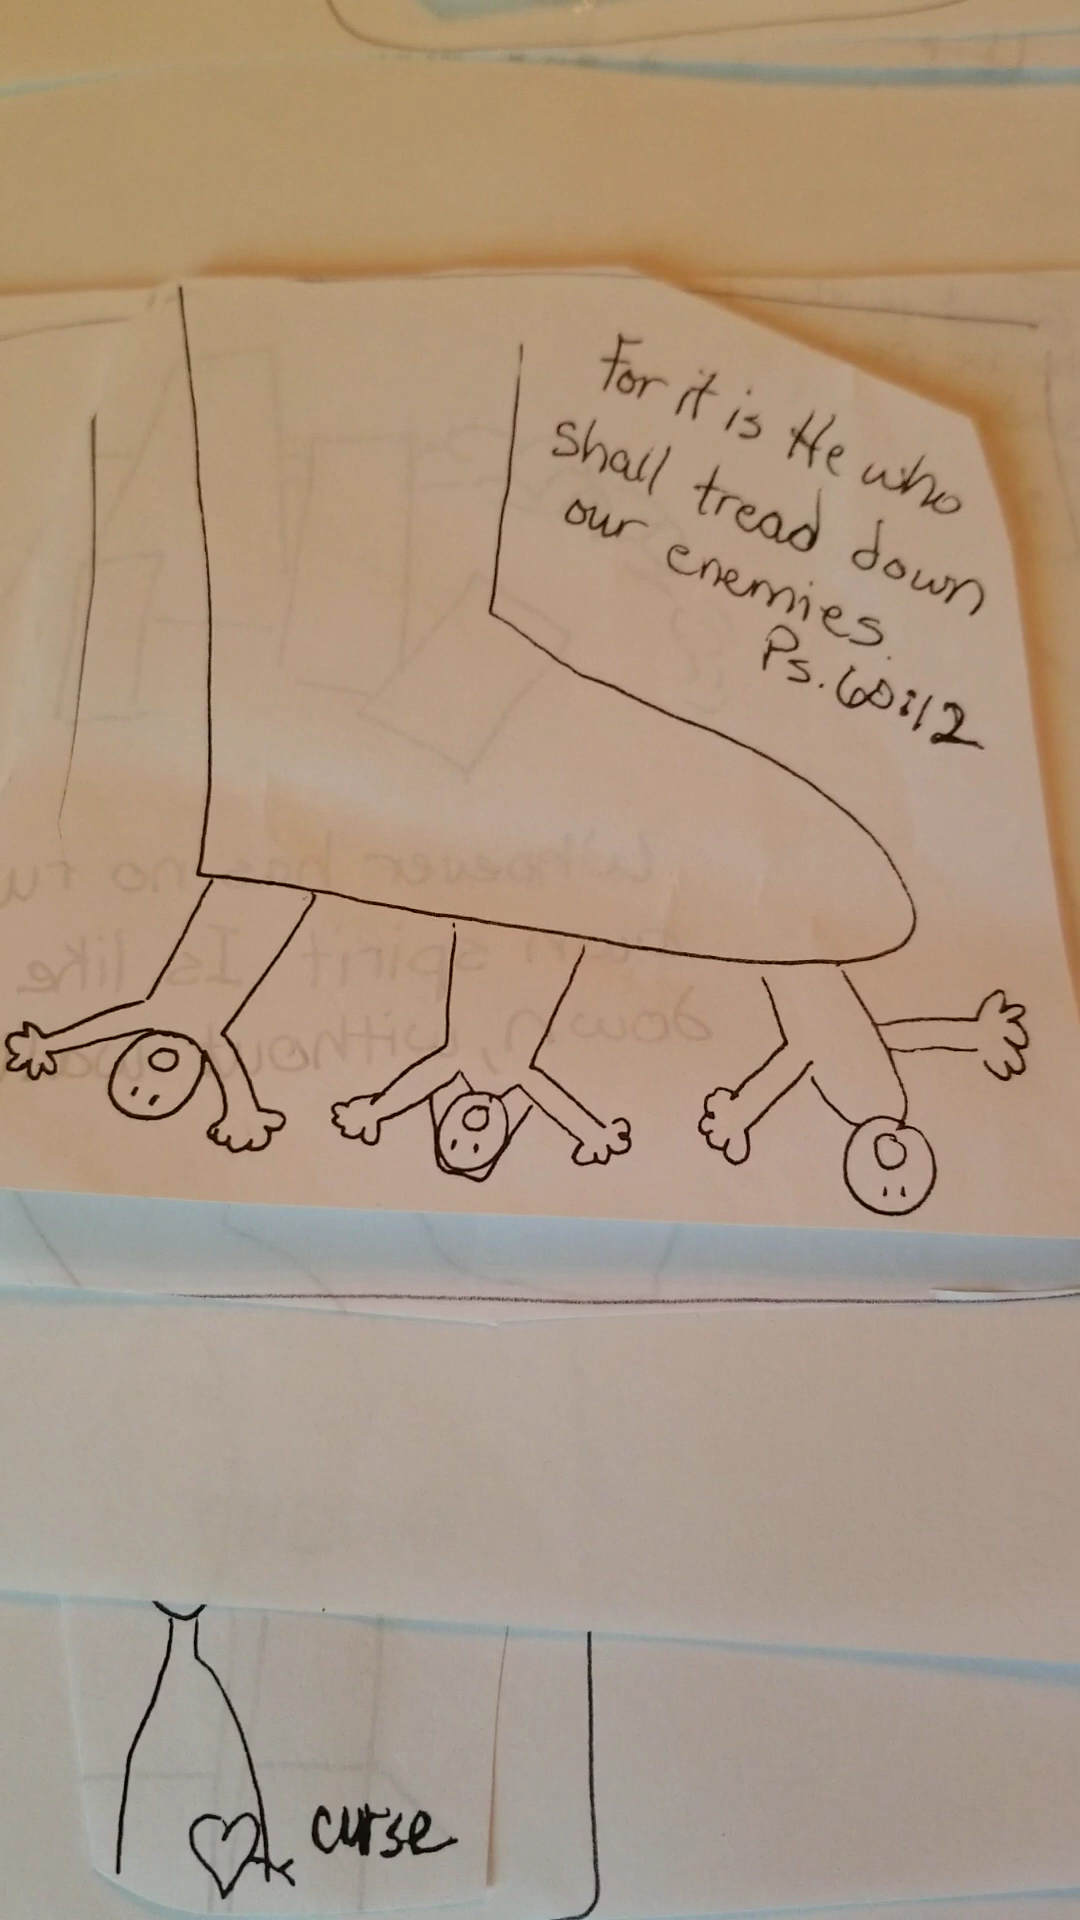 For it is He who
shall tread down
our enemies.
Ps. 60:12
curse